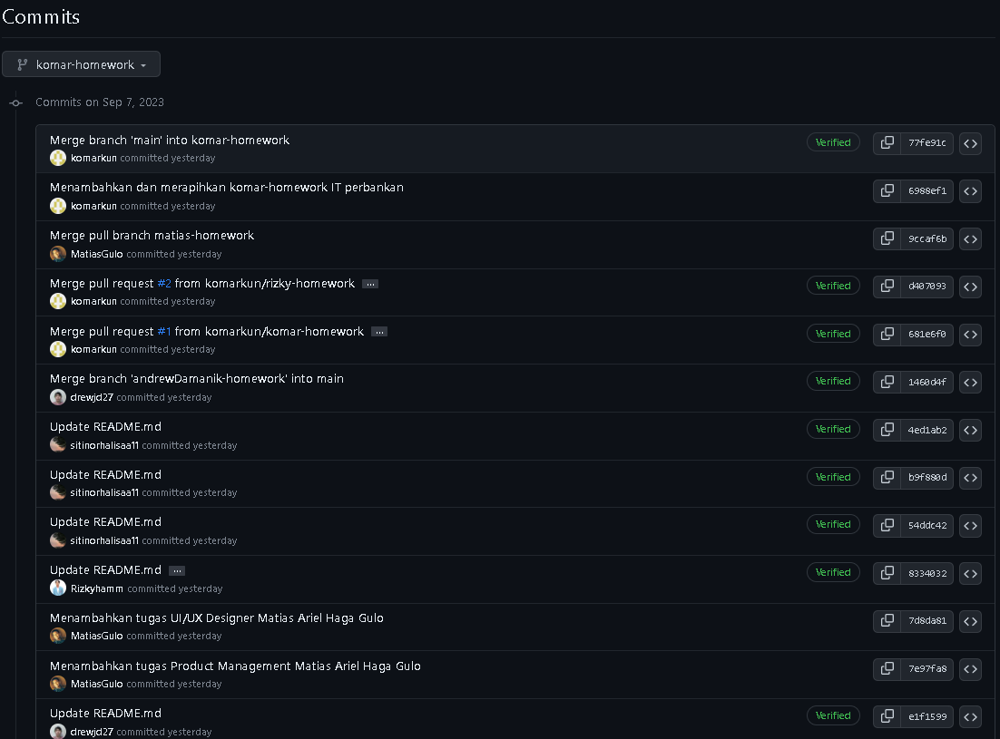 Commits
komar-homework
Commits on Sep 7, 2023
Merge branch 'main' into komar-homework
Verified
77fe91c
komarkun committed yesterday
Menambahkan dan merapihkan komar-homework IT perbankan
6988ef1
komarkun committed yesterday
Merge pull branch matias-homework
9ccaf6b
MatiasGulo committed yesterday
Merge pull request #2 from komarkun/rizky-homework ...
Verified
d407093
komarkun committed yesterday
Merge pull request #1 from komarkun/komar-homework ...
Verified
681e6f0
komarkun committed yesterday
Merge branch 'andrewDamanik-homework' into main
Verified
1460d4f
drewjd27 committed yesterday
Update README.md
Verified
4ed1ab2
sitinorhalisaa11 committed yesterday
Update README.md
Verified
b9f880d
sitinorhalisaa11 committed yesterday
Update README.md
Verified
54ddc42
sitinorhalisaa11 committed yesterday
Update README.md ...
Verified
8334032
Rizkyhamm committed yesterday
Menambahkan tugas UI/UX Designer Matias Ariel Haga Gulo
7d8da81
MatiasGulo committed yesterday
Menambahkan tugas Product Management Matias Ariel Haga Gulo
7e97fa8
MatiasGulo committed yesterday
Update README.md
Verified
e1f1599
drewjd27 committed yesterday